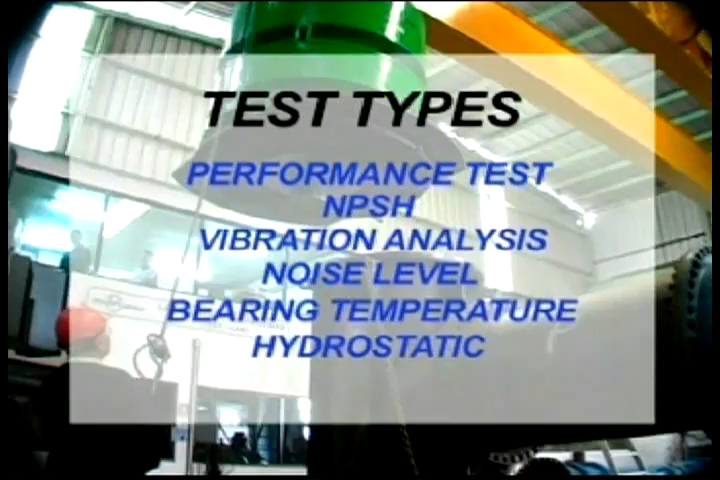 TEST TYPES
PERFORMANCE TEST
NPSH
VIBRATION ANALYSIS
NOISE LEVEL
BEARING TEMPERATURE
HYDROSTATIC